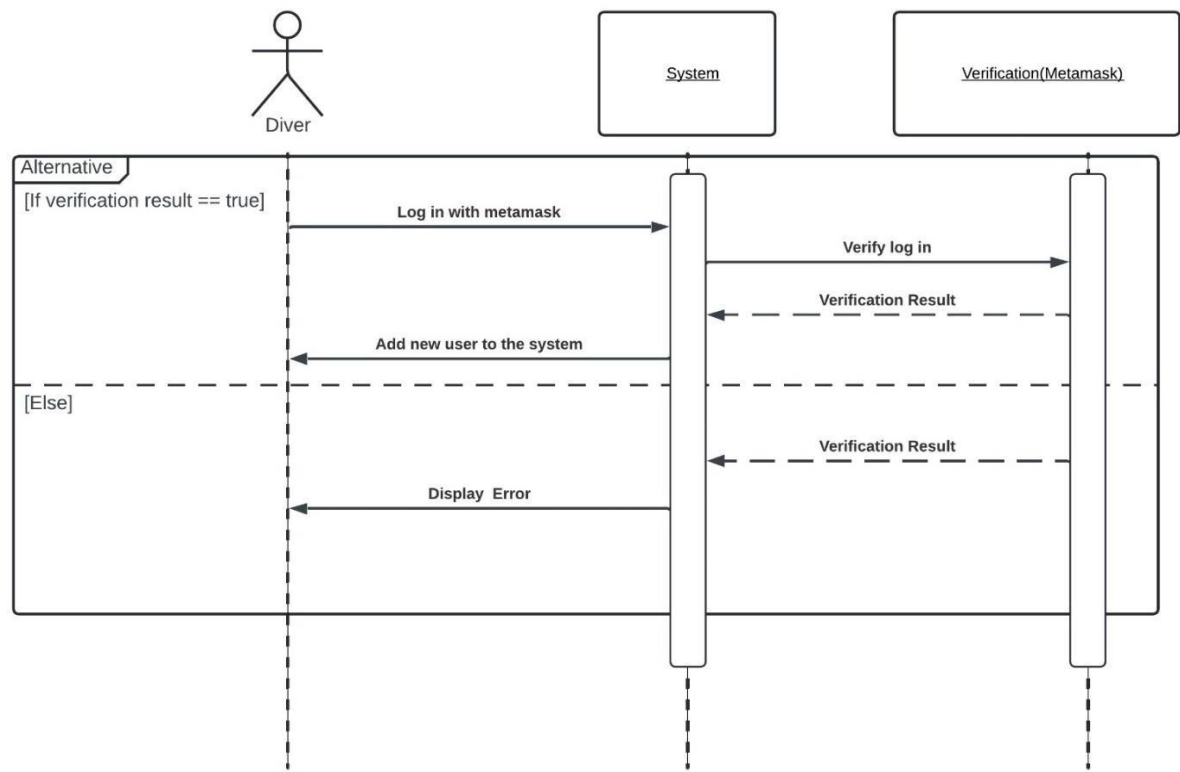 Diver
System
Verification(Metamask)
Alternative
[If verification result == true]
Log in with metamask
Verify log in
Verification Result
Add new user to the system
[Else]
Verification Result
Display Error